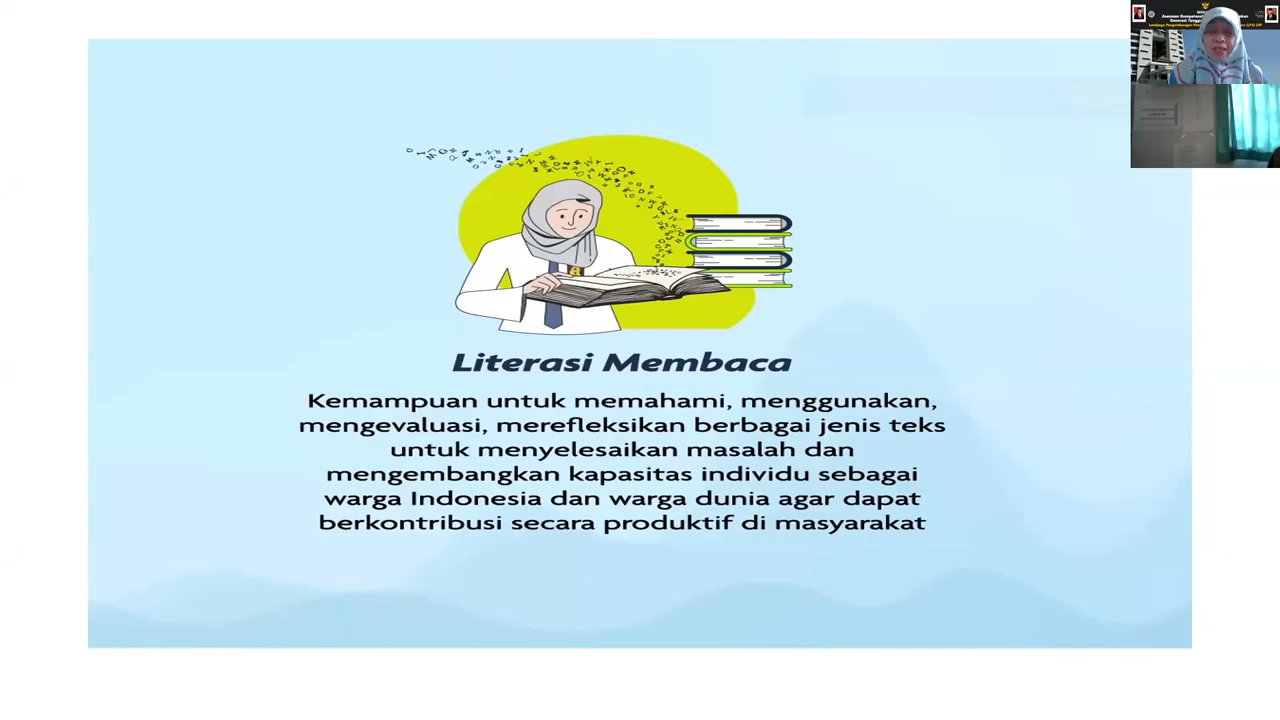 Literasi Membaca
Kemampuan untuk memahami, menggunakan,
mengevaluasi, merefleksikan berbagai jenis teks
untuk menyelesaikan masalah dan
mengembangkan kapasitas individu sebagai
warga Indonesia dan warga dunia agar dapat
berkontribusi secara produktif di masyarakat